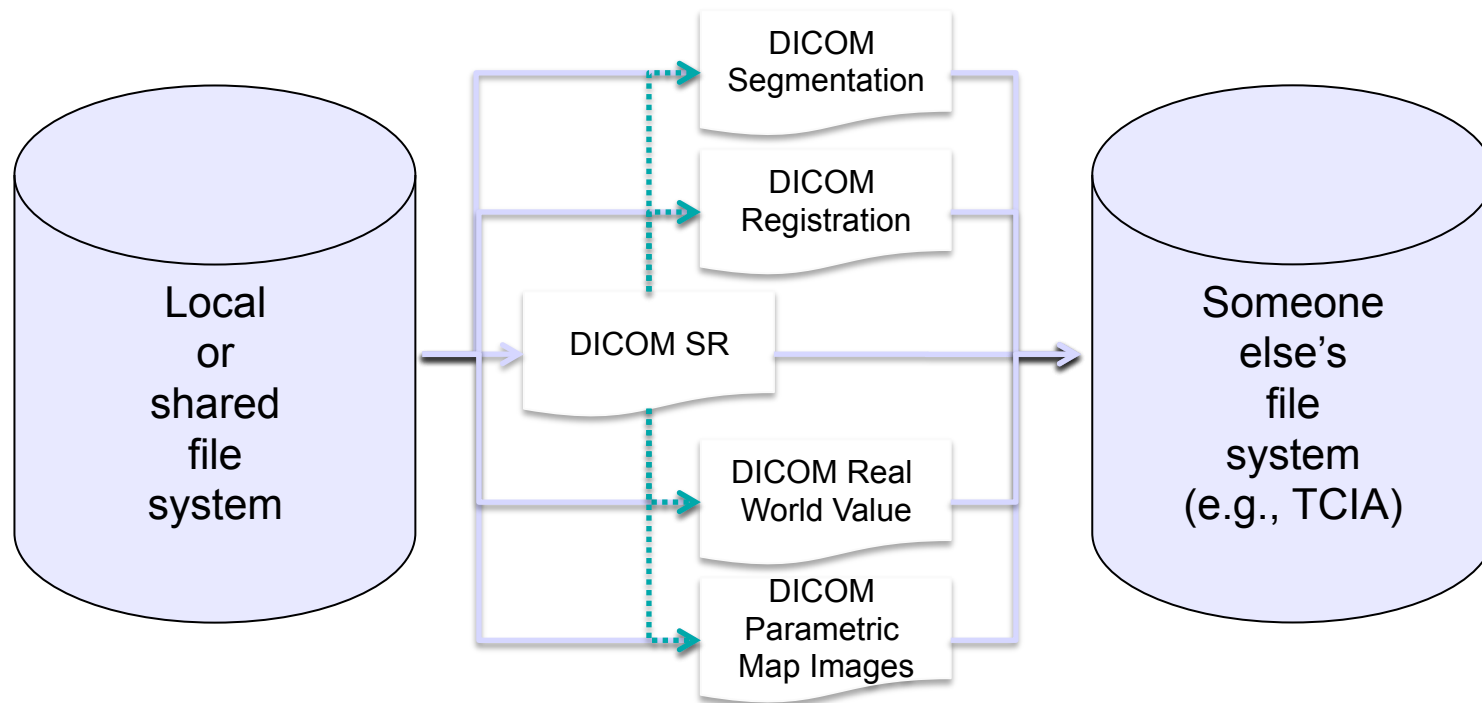 Local
or
shared
file
system
DICOM
Segmentation
DICOM
Registration
DICOM SR
DICOM Real
World Value
DICOM
Parametric
Map Images
Someone
else’s
file
system
(e.g., TCIA)